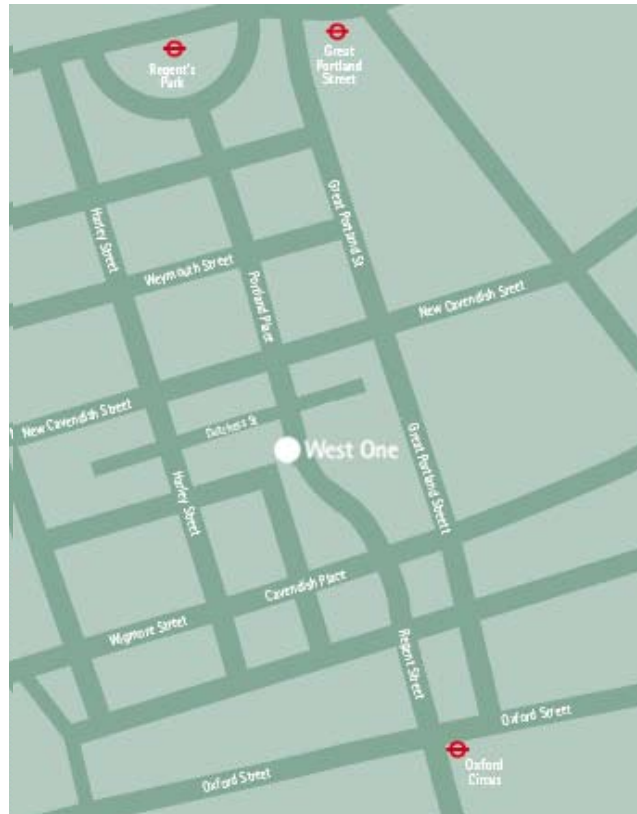 Regent's
Park
Great
Portland
Street
Harley Street
Great Portland St
Weymouth Street
Portland Place
New Cavendish Sreet
New Cavendish Street
Dutchess St
West One
Great Portland Streett
Harley Street
Cavendish Place
Wigmore Street
Regent Street
Oxford Street
Oxford
Circus
Oxford Street